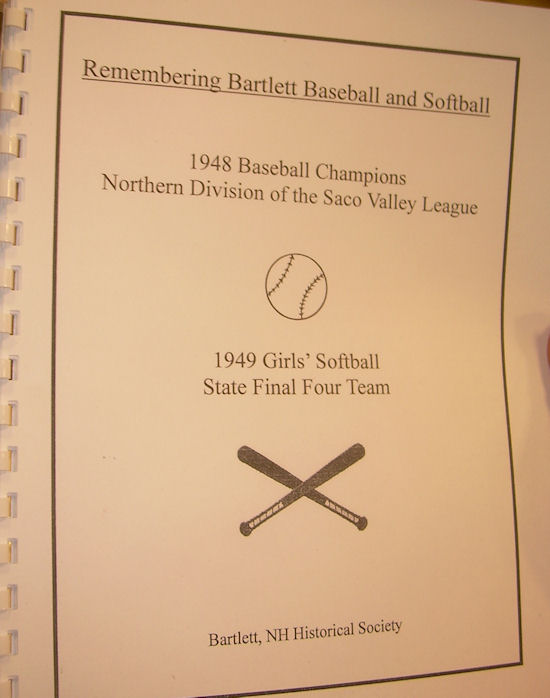 Remembering Bartlett Baseball and Softball
1948 Baseball Champions
Northern Division of the Saco Valley League
1949 Girls' Softball
State Final Four Team
Bartlett, NH Historical Society